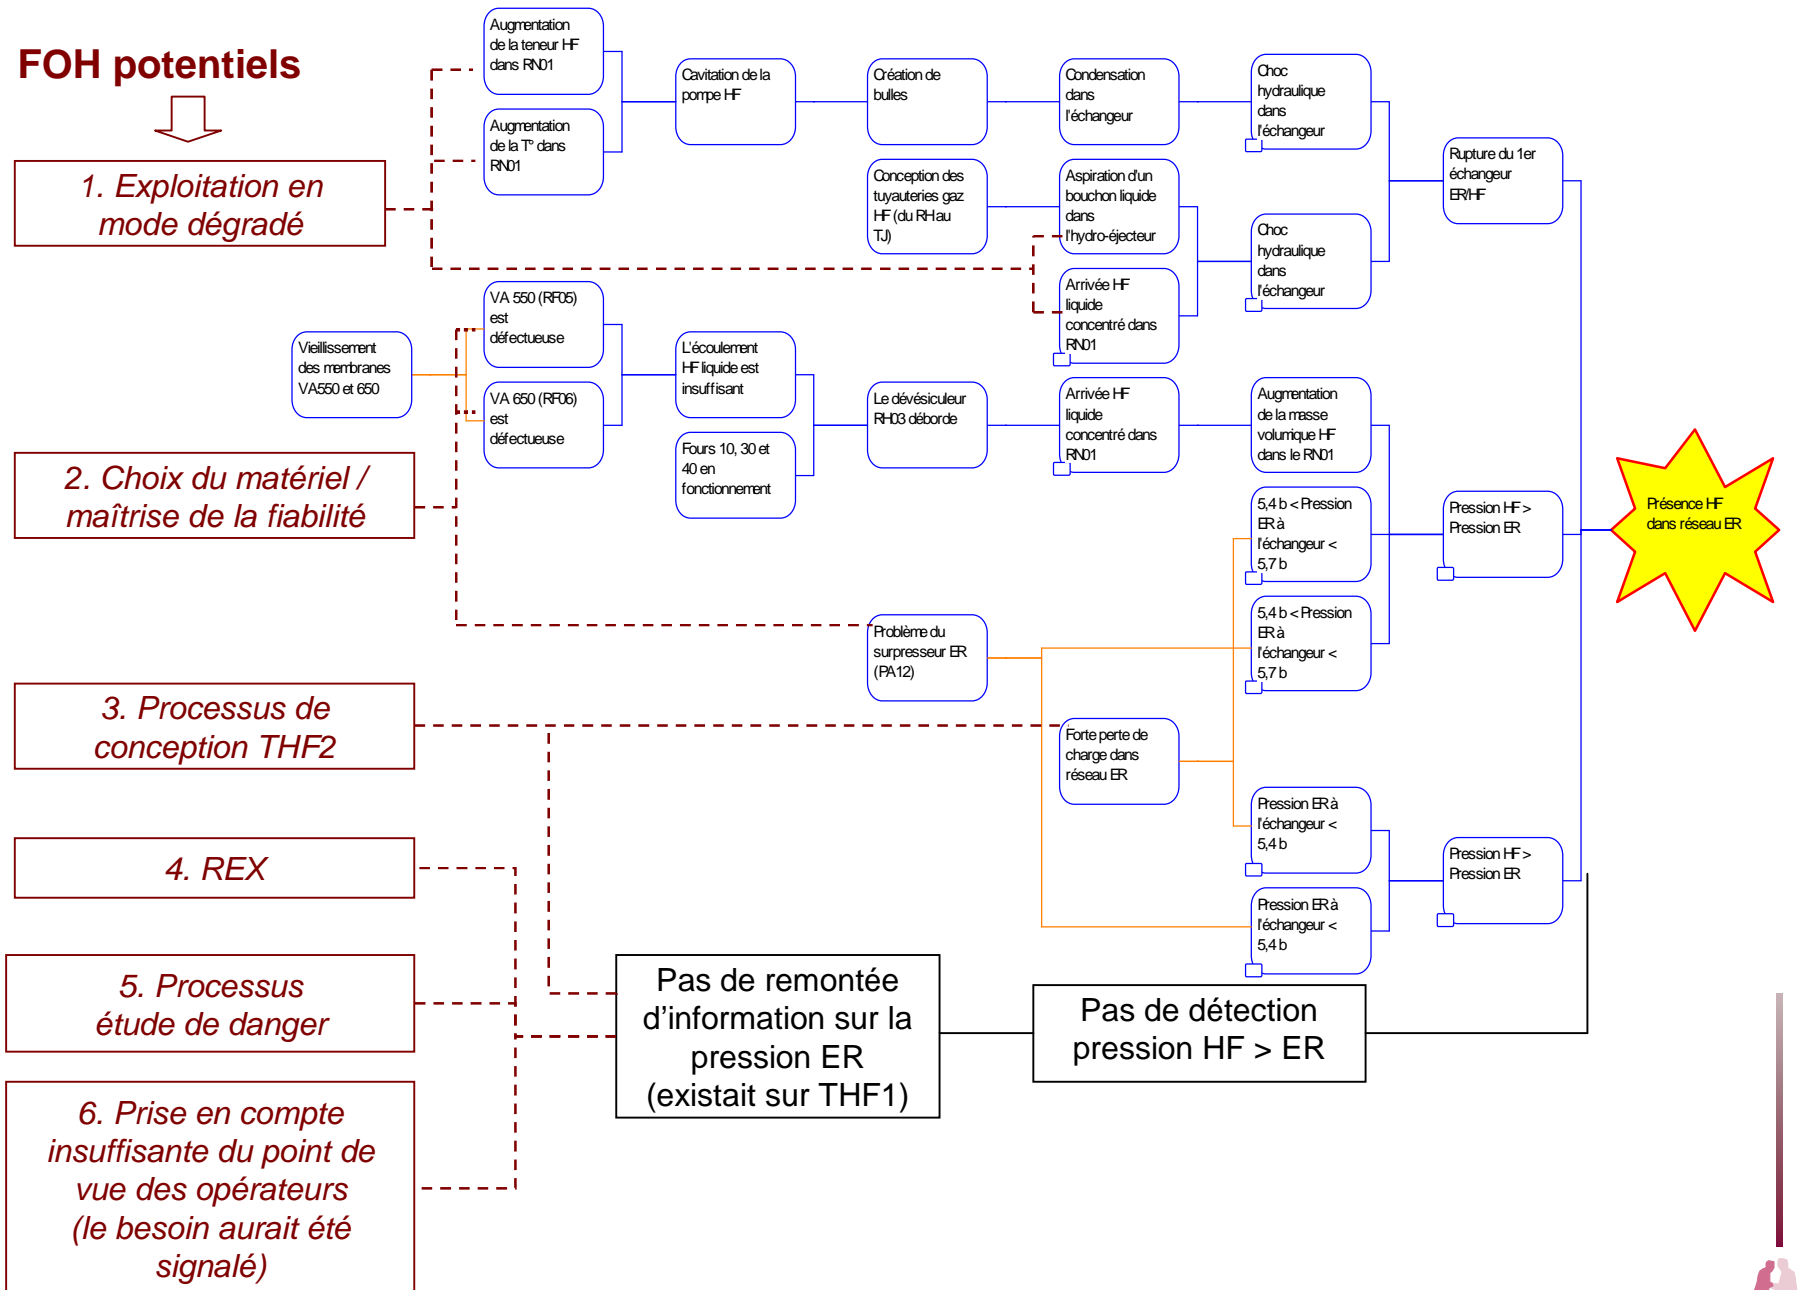 FOH potentiels
1. Exploitation en
mode dégradé
2. Choix du matériel /
maîtrise de la fiabilité
3. Processus de
conception THF2
4. REX
5. Processus
étude de danger
6. Prise en compte
insuffisante du point de
vue des opérateurs
(le besoin aurait été
signalé)
Augmentation
de la teneur HF
dans RN01
Augmentation
de la T° dans
RN01
Cavitation de la
pompe HF
Création de
bulles
Condensation
dans
l'échangeur
Choc
hydraulique
dans
l'échangeur
Conception des
tuyauteries gaz
HF (du RH au
TJ)
Aspiration d'un
bouchon liquide
dans
l'hydro-éjecteur
Arrivée HF
liquide
concentré dans
RN01
Choc
hydraulique
dans
l'échangeur
Rupture du 1er
échangeur
ER/HF
Vieillissement
des membranes
VA550 et 650
VA 550 (RF05)
est
défectueuse
VA 650 (RF06)
est
défectueuse
L'écoulement
HF liquide est
insuffisant
Fours 10, 30 et
40 en
fonctionnement
Le dévésiculeur
RH03 déborde
Arrivée HF
liquide
concentré dans
RN01
Augmentation
de la masse
volumique HF
dans le RN01
5,4 b < Pression
ER à
l'échangeur <
5,7 b
5,4 b < Pression
ER à
l'échangeur <
5,7 b
Pression HF >
Pression ER
Présence HF
dans réseau ER
Problème du
surpresseur ER
(PA12)
Forte perte de
charge dans
réseau ER
Pression ER à
l'échangeur <
5,4 b
Pression ER à
l'échangeur <
5,4 b
Pression HF >
Pression ER
Pas de remontée
d'information sur la
pression ER
(existait sur THF1)
Pas de détection
pression HF > ER